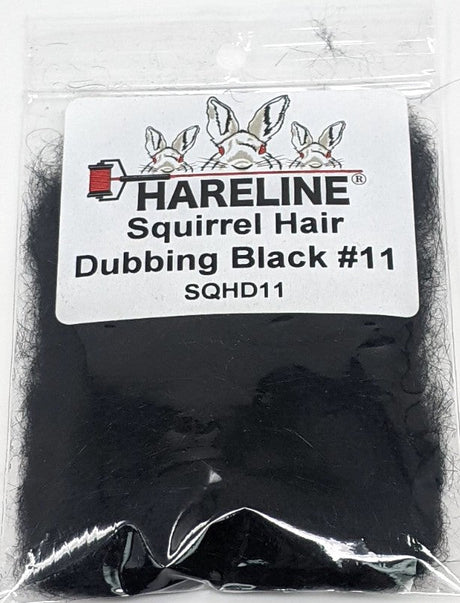 HARELINE®
Squirrel Hair
Dubbing Black #11
SQHD11